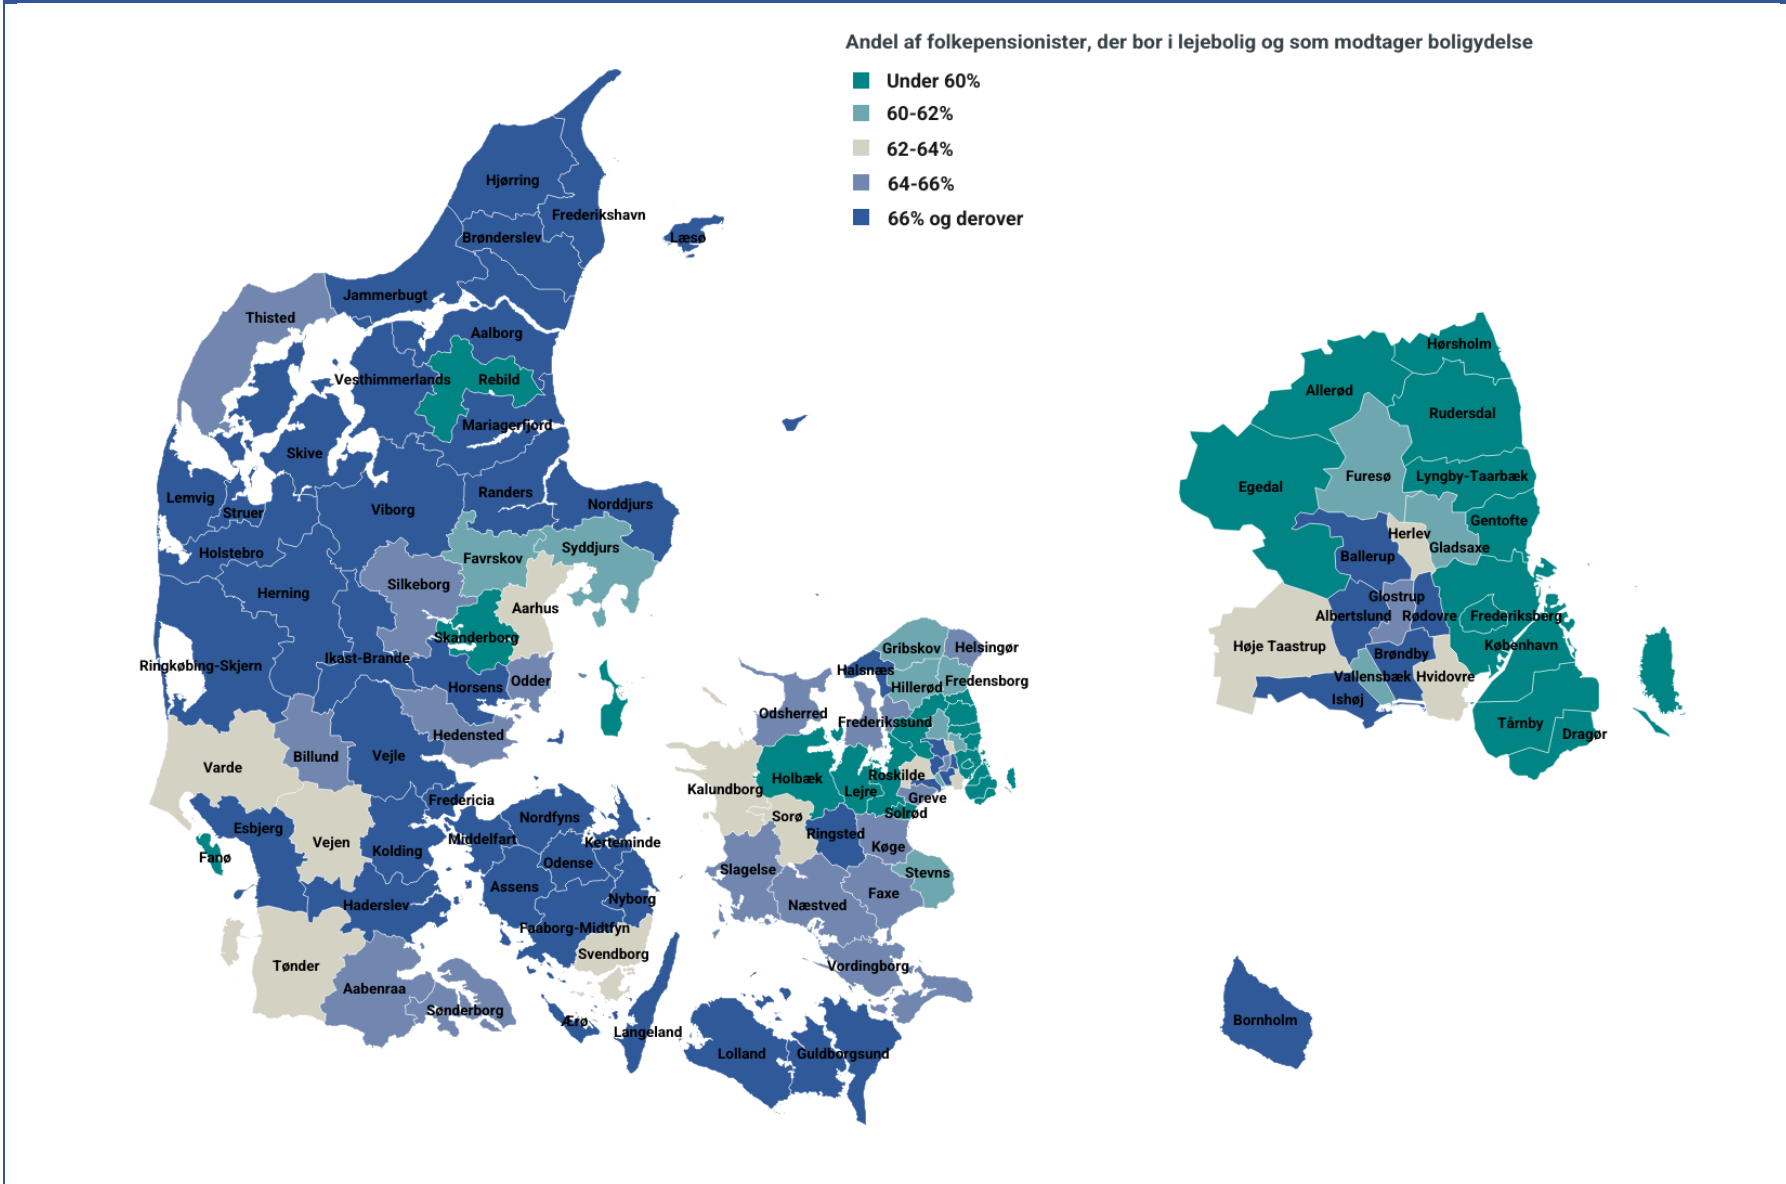 Andel af folkepensionister, der bor i lejebolig og som modtager boligydelse
Under 60%
60-62%
62-64%
64-66%
66% og derover
Hjørring
Frederikshavn
Brønderslev
Læsø
Jammerbugt
Thisted
Aalborg
Vesthimmerlands
Rebild
Mariagerfjord
Skive
Lemvig
Struer
Viborg
Randers
Norddjurs
Holstebro
Favrskov
Syddjurs
Herning
Silkeborg
Aarhus
Skanderborg
Ringkøbing-Skjern
Ikast-Brande
Horsens
Odder
Hedensted
Billund
Vejle
Varde
Fredericia
Esbjerg
Vejen
Kolding
Fanø
Haderslev
Tønder
Aabenraa
Sønderborg
Nordfyns
Middelfart
Kerteminde
Odense
Assens
Nyborg
Faaborg-Midtfyn
Svendborg
Ærø
Langeland
Gribskov
Helsingør
Halsnæs
Hillerød
Fredensborg
Odsherred
Frederikssund
Kalundborg
Holbæk
Roskilde
Lejre
Greve
Solrød
Sorø
Ringsted
Køge
Slagelse
Stevns
Næstved
Faxe
Vordingborg
Lolland
Guldborgsund
Hørsholm
Allerød
Rudersdal
Furesø
Lyngby-Taarbæk
Egedal
Gentofte
Herlev
Gladsaxe
Ballerup
Glostrup
Albertslund
Rødovre
Frederiksberg
Høje Taastrup
København
Brøndby
Vallensbæk
Hvidovre
Ishøj
Tårnby
Dragør
Bornholm